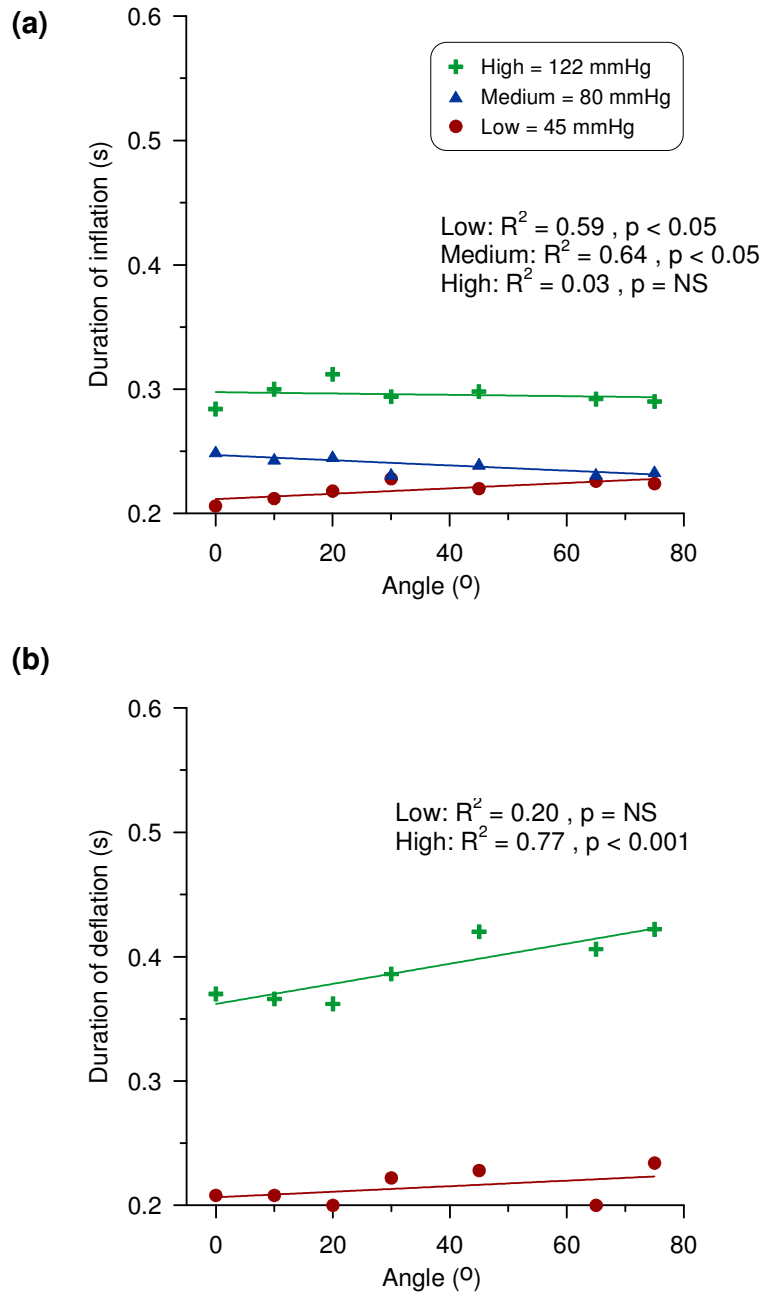 (a)
0.6
High = 122 mmHg
Medium = 80 mmHg
Low = 45 mmHg
0.5
Duration of inflation (s)
Low: R² = 0.59 , p < 0.05
Medium: R² = 0.64 , p < 0.05
High: R² = 0.03 , p = NS
0.4
0.3
0.2
0 20 40 60 80
Angle (º)
(b)
0.6
Low: R² = 0.20 , p = NS
High: R² = 0.77 , p < 0.001
0.5
Duration of deflation (s)
0.4
0.3
0.2
0 20 40 60 80
Angle (º)